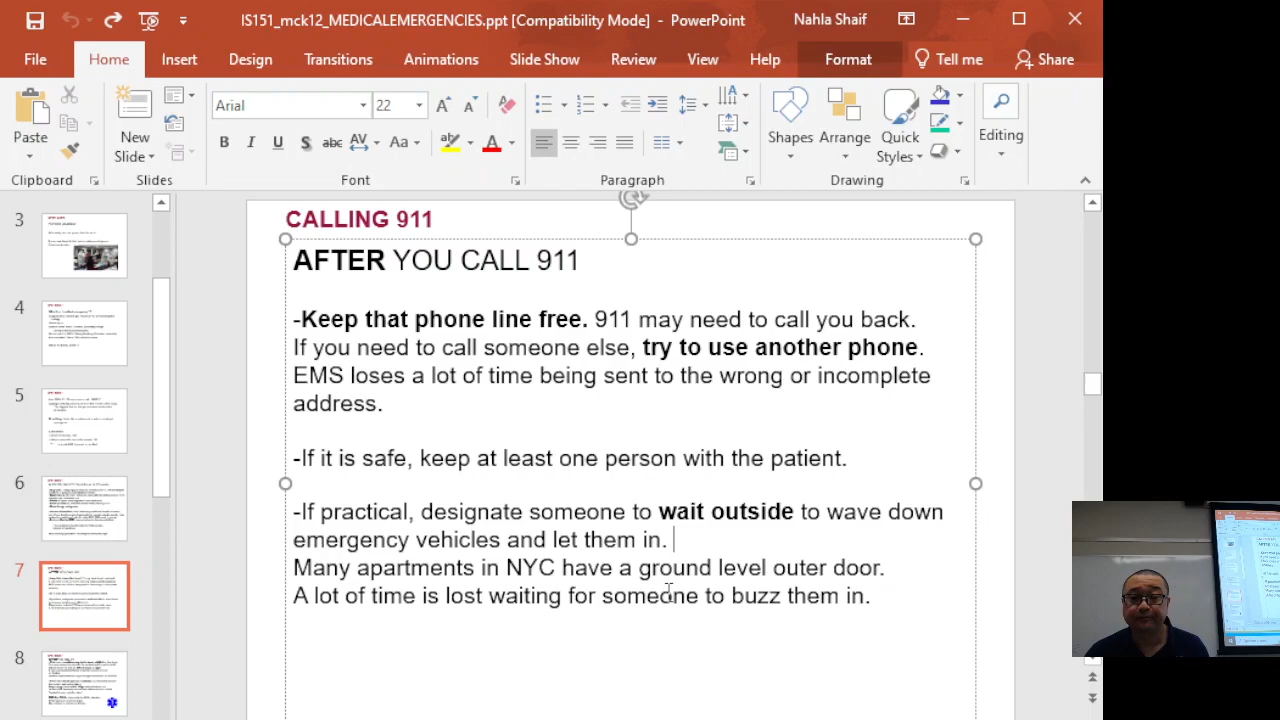 IS151_mck12_MEDICALEMERGENCIES.ppt [Compatibility Mode] - PowerPoint
Nahla Shaif
File Home Insert Design Transitions Animations Slide Show Review View Help Format Tell me Share
Paste
New Slide
Arial 22
B I U S abc AV Aa A
Shapes Arrange Quick Styles
Editing
Clipboard Slides Font Paragraph Drawing
3
4
5
6
7
8
CALLING 911
AFTER YOU CALL 911
-Keep that phone line free. 911 may need to call you back.
If you need to call someone else, try to use another phone.
EMS loses a lot of time being sent to the wrong or incomplete
address.
-If it is safe, keep at least one person with the patient.
-If practical, designate someone to wait outside to wave down
emergency vehicles and let them in.
Many apartments in NYC have a ground level outer door.
A lot of time is lost waiting for someone to buzz them in.